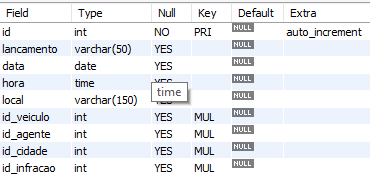 Field Type Null Key Default Extra
id int NO PRI NULL auto_increment
lancamento varchar(50) YES NULL
data date YES NULL
hora time YES NULL
local varchar(150) YES NULL
time
id_veiculo int YES MUL NULL
id_agente int YES MUL NULL
id_cidade int YES MUL NULL
id_infracao int YES MUL NULL